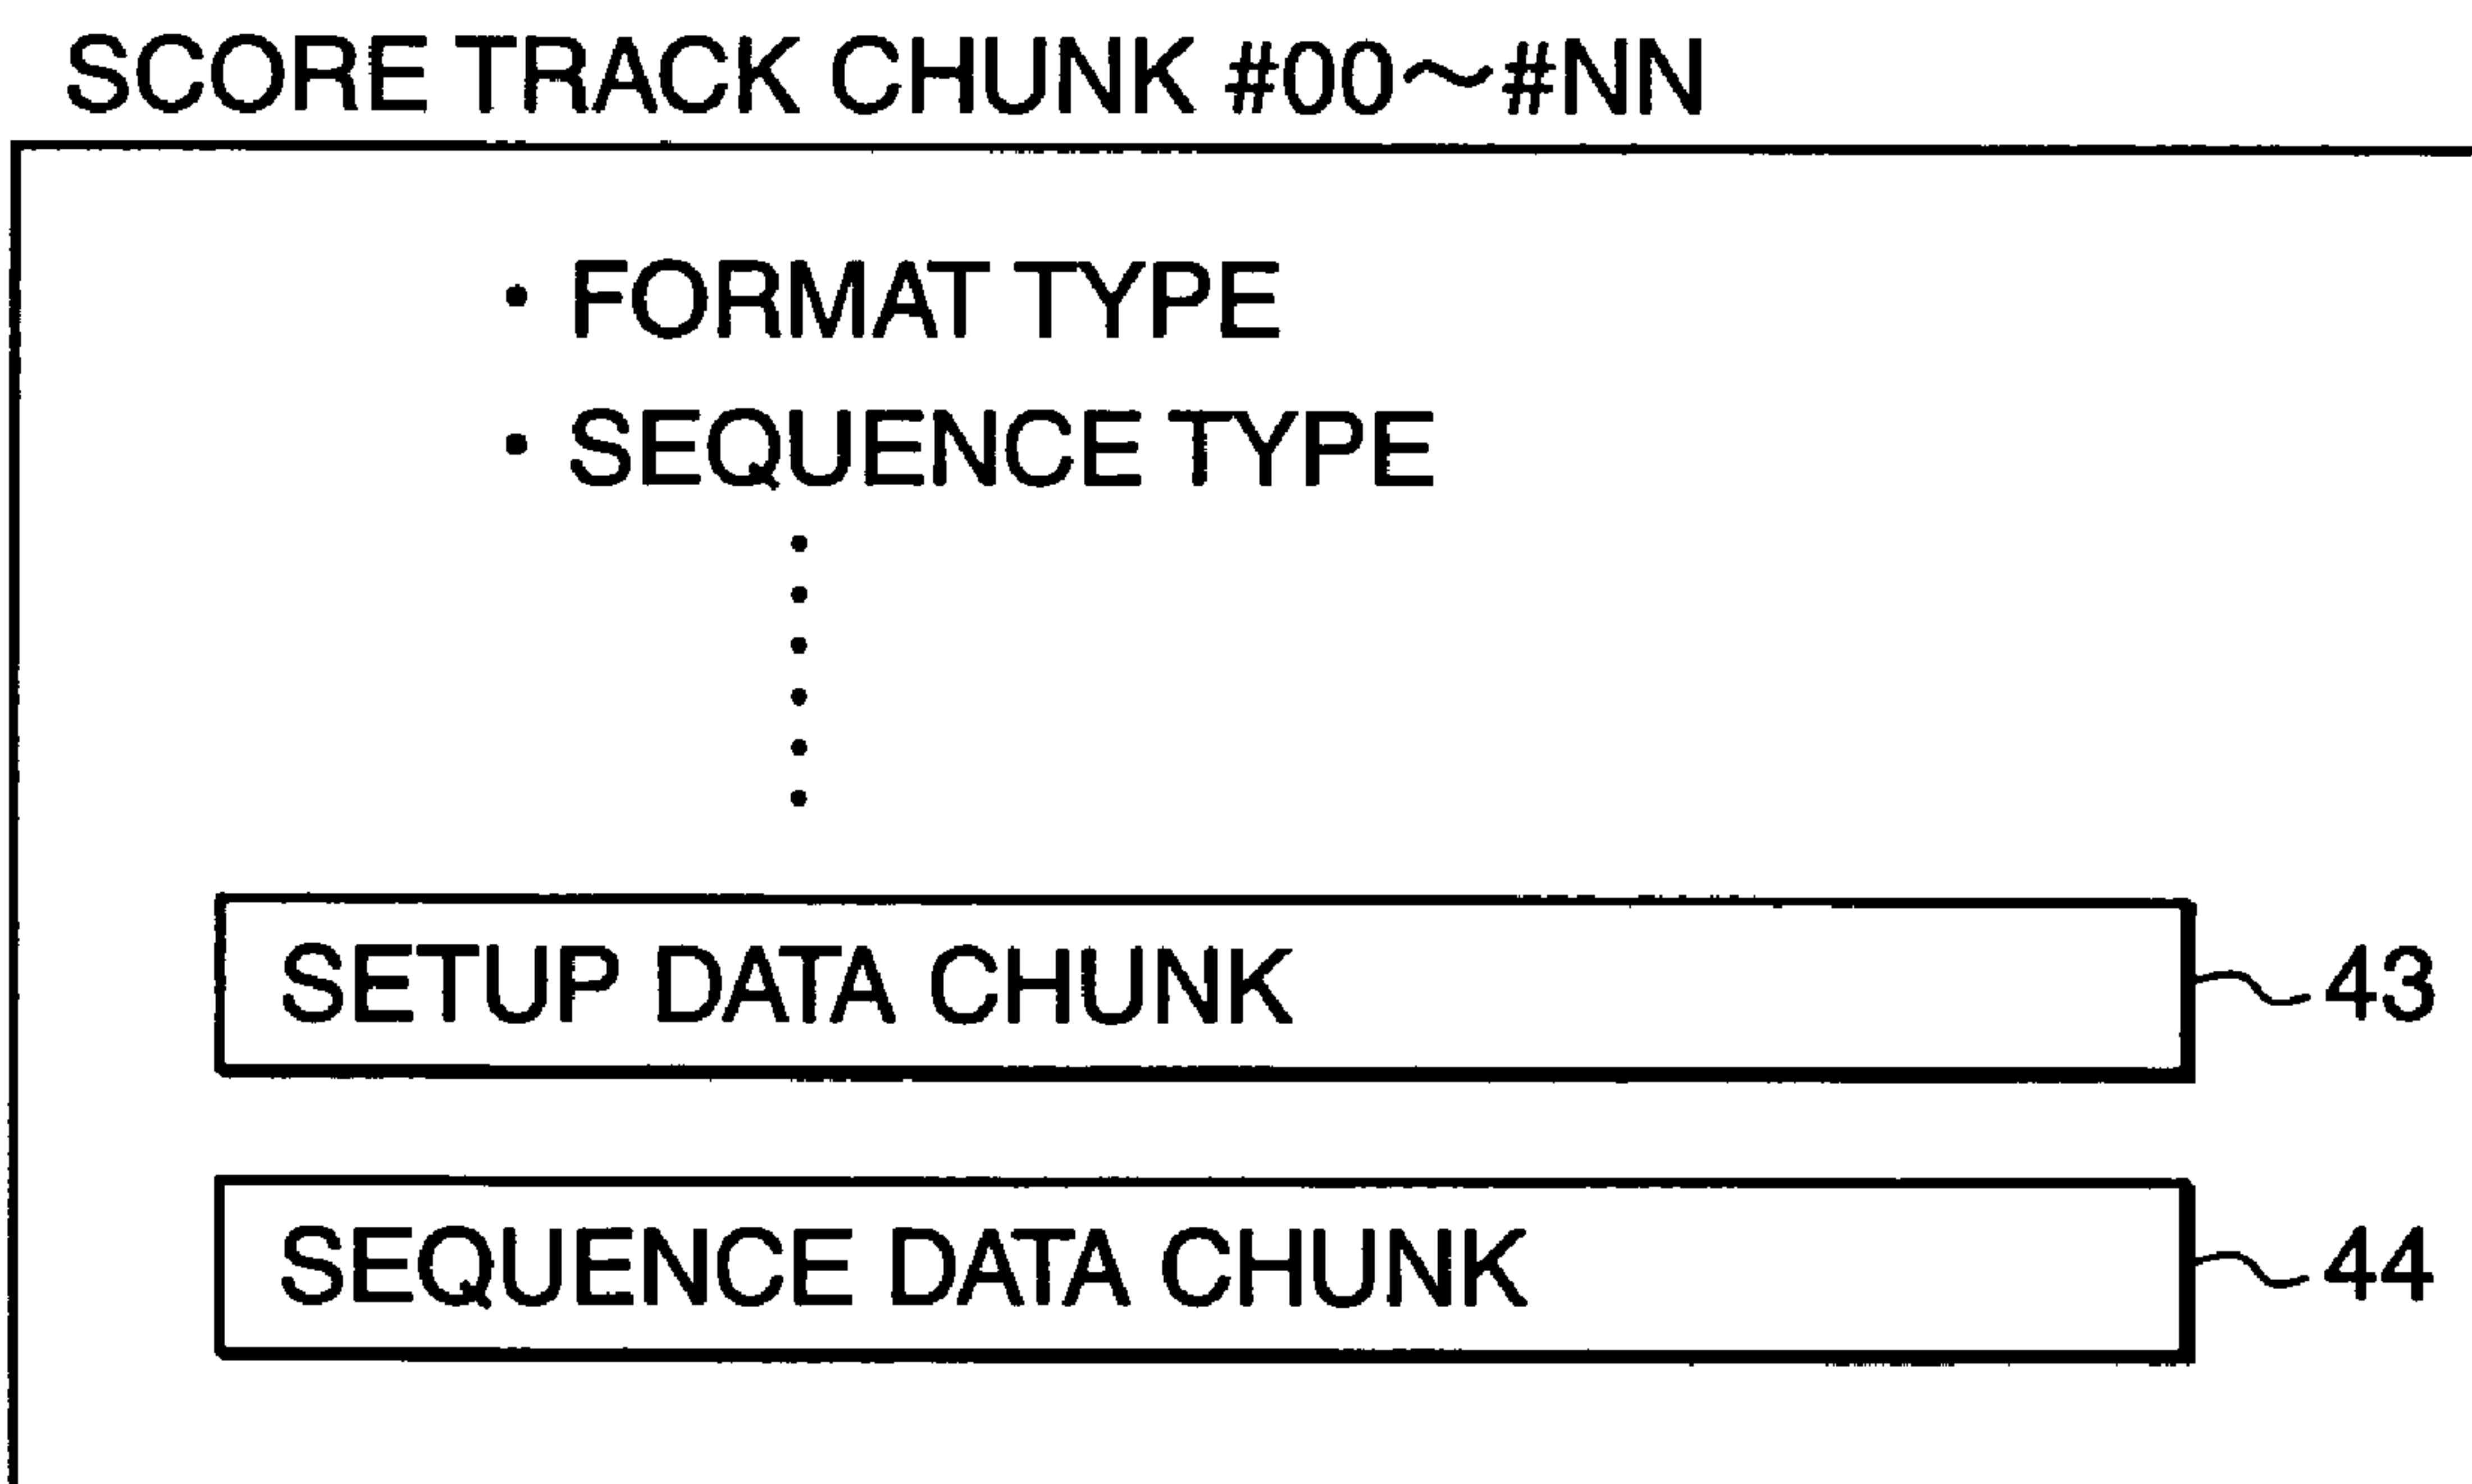 SCORE TRACK CHUNK #00～#NN
・FORMAT TYPE
・SEQUENCE TYPE
SETUP DATA CHUNK 43
SEQUENCE DATA CHUNK 44